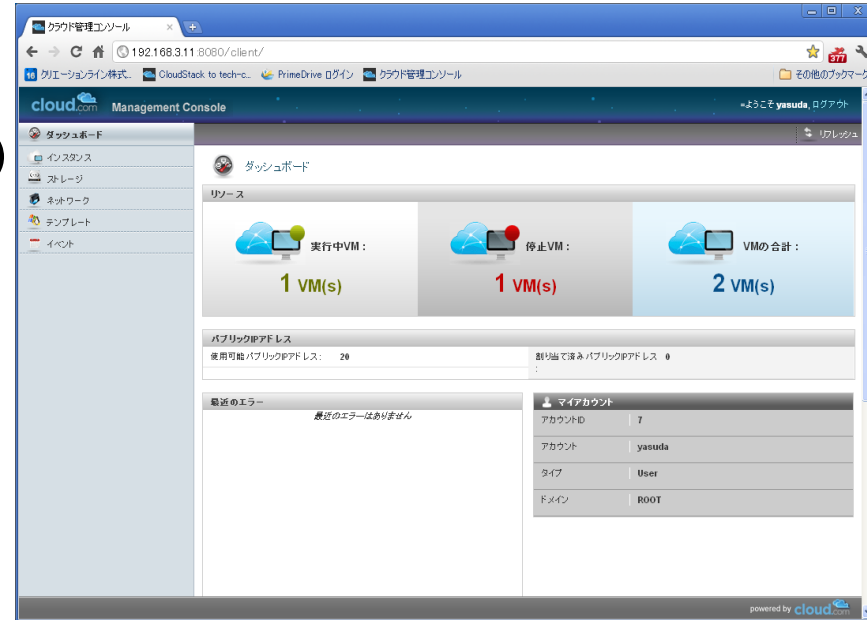 クラウド管理コンソール
192.168.3.11:8080/client/
377
18 クリエーションライン株式... CloudStack to tech-c... PrimeDrive ログイン クラウド管理コンソール その他のブックマーク
cloud.com Management Console ようこそ yasuda, ログアウト
ダッシュボード リフレッシュ
インスタンス
ストレージ
ネットワーク
テンプレート
イベント
ダッシュボード
リソース
実行中VM : 停止VM : VMの合計 :
1 VM(s) 1 VM(s) 2 VM(s)
パブリックIPアドレス
使用可能パブリックIPアドレス: 20 割り当て済みパブリックIPアドレス 0
:
最近のエラー
最近のエラーはありません
マイアカウント
アカウントID 7
アカウント yasuda
タイプ User
ドメイン ROOT
powered by cloud.com